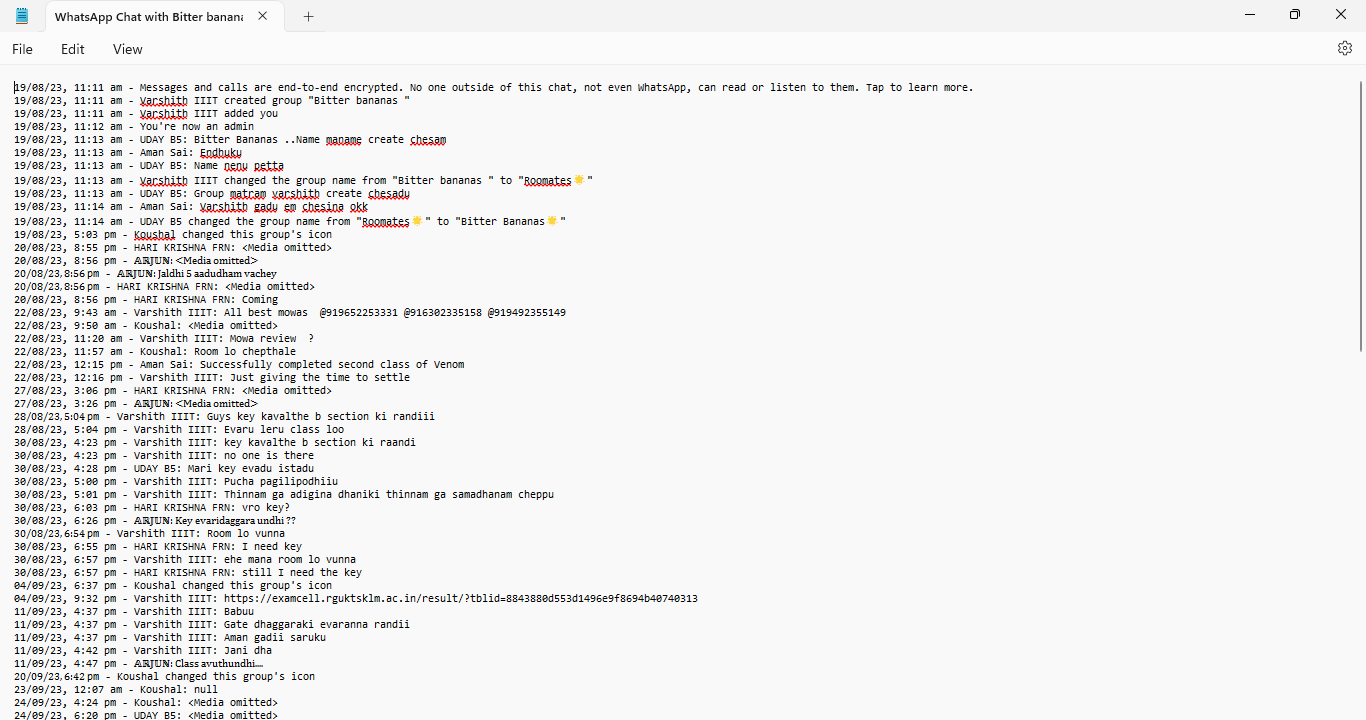 WhatsApp Chat with Bitter banana
File Edit View
19/08/23, 11:11 am - Messages and calls are end-to-end encrypted. No one outside of this chat, not even WhatsApp, can read or listen to them. Tap to learn more.
19/08/23, 11:11 am - Varshith IIIT created group "Bitter bananas "
19/08/23, 11:11 am - Varshith IIIT added you
19/08/23, 11:12 am - You're now an admin
19/08/23, 11:13 am - UDAY B5: Bitter Bananas ..Name maname create chesam
19/08/23, 11:13 am - Aman Sai: Endhuku
19/08/23, 11:13 am - UDAY B5: Name nenu petta
19/08/23, 11:13 am - Varshith IIIT changed the group name from "Bitter bananas " to "Roomates🌟 "
19/08/23, 11:13 am - UDAY B5: Group matram varshith create chesadu
19/08/23, 11:14 am - Aman Sai: Varshith gadu em chesina okk
19/08/23, 11:14 am - UDAY B5 changed the group name from "Roomates🌟 " to "Bitter Bananas🌟 "
19/08/23, 5:03 pm - Koushal changed this group's icon
20/08/23, 8:55 pm - HARI KRISHNA FRN: <Media omitted>
20/08/23, 8:56 pm - 𝔸ℝJ𝕌ℕ: <Media omitted>
20/08/23, 8:56 pm - 𝔸ℝJ𝕌ℕ: Jaldhi 5 aadudham vachey
20/08/23, 8:56 pm - HARI KRISHNA FRN: <Media omitted>
20/08/23, 8:56 pm - HARI KRISHNA FRN: Coming
22/08/23, 9:43 am - Varshith IIIT: All best mowas  @919652253331 @916302335158 @919492355149
22/08/23, 9:50 am - Koushal: <Media omitted>
22/08/23, 11:20 am - Varshith IIIT: Mowa review  ?
22/08/23, 11:57 am - Koushal: Room lo chepthale
22/08/23, 12:15 pm - Aman Sai: Successfully completed second class of Venom
22/08/23, 12:16 pm - Varshith IIIT: Just giving the time to settle
27/08/23, 3:06 pm - HARI KRISHNA FRN: <Media omitted>
27/08/23, 3:26 pm - 𝔸ℝJ𝕌ℕ: <Media omitted>
28/08/23, 5:04 pm - Varshith IIIT: Guys key kavalthe b section ki randiii
28/08/23, 5:04 pm - Varshith IIIT: Evaru leru class loo
30/08/23, 4:23 pm - Varshith IIIT: key kavalthe b section ki raandi
30/08/23, 4:23 pm - Varshith IIIT: no one is there
30/08/23, 4:28 pm - UDAY B5: Mari key evadu istadu
30/08/23, 5:00 pm - Varshith IIIT: Pucha pagilipodhiiu
30/08/23, 5:01 pm - Varshith IIIT: Thinnam ga adigina dhaniki thinnam ga samadhanam cheppu
30/08/23, 6:03 pm - HARI KRISHNA FRN: vro key?
30/08/23, 6:26 pm - 𝔸ℝJ𝕌ℕ: Key evaridaggara undhi ??
30/08/23, 6:54 pm - Varshith IIIT: Room lo vunna
30/08/23, 6:55 pm - HARI KRISHNA FRN: I need key
30/08/23, 6:57 pm - Varshith IIIT: ehe mana room lo vunna
30/08/23, 6:57 pm - HARI KRISHNA FRN: still I need the key
04/09/23, 6:37 pm - Koushal changed this group's icon
04/09/23, 9:32 pm - Varshith IIIT: https://examcell.rguktsklm.ac.in/result/?tblid=8843880d553d1496e9f8694b40740313
11/09/23, 4:37 pm - Varshith IIIT: Babuu
11/09/23, 4:37 pm - Varshith IIIT: Gate dhaggaraki evaranna randii
11/09/23, 4:37 pm - Varshith IIIT: Aman gadii saruku
11/09/23, 4:42 pm - Varshith IIIT: Jani dha
11/09/23, 4:47 pm - 𝔸ℝJ𝕌ℕ: Class avuthundhi....
20/09/23, 6:42 pm - Koushal changed this group's icon
23/09/23, 12:07 am - Koushal: null
24/09/23, 4:24 pm - Koushal: <Media omitted>
24/09/23, 6:20 pm - UDAY B5: <Media omitted>